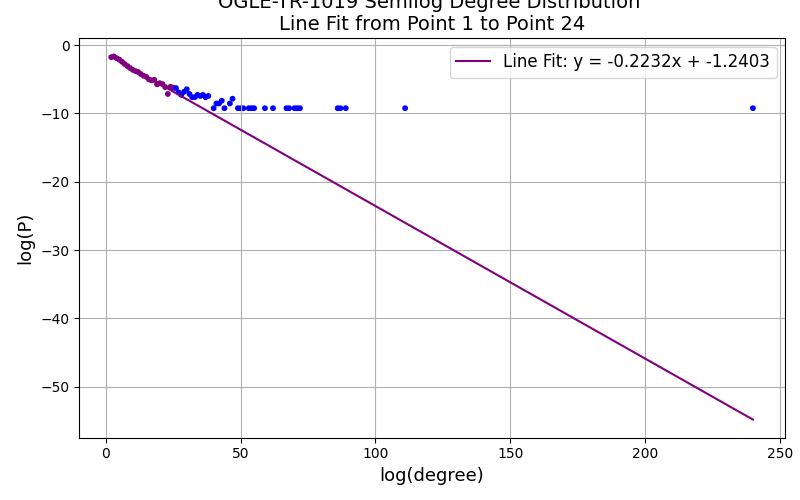 OGLE-TR-1019 Semilog Degree Distribution
Line Fit from Point 1 to Point 24
Line Fit: y = -0.2232x + -1.2403
0
−10
−20
−30
−40
−50
log(P)
0
50
100
150
200
250
log(degree)